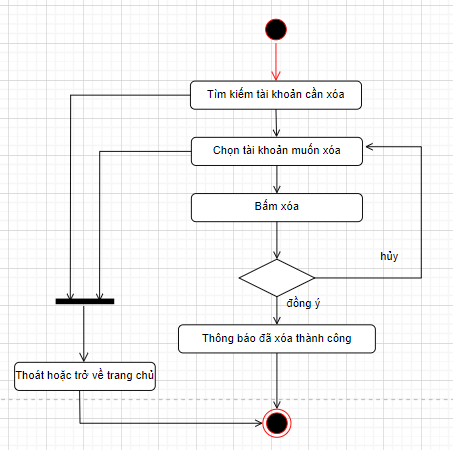 Tìm kiếm tài khoản cần xóa
Chọn tài khoản muốn xóa
Bấm xóa
hủy
đồng ý
Thông báo đã xóa thành công
Thoát hoặc trở về trang chủ